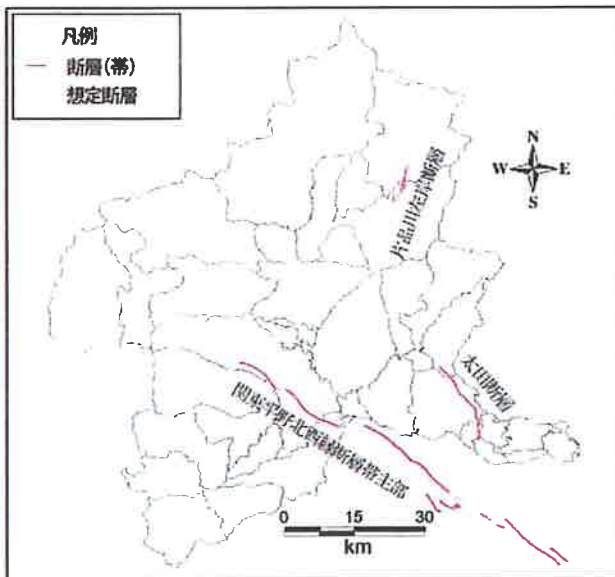 凡例
断層(帯)
想定断層
N
W
E
S
片品川左岸断層
太田断層
関東平野北西縁断層帯主部
0 15 30
km